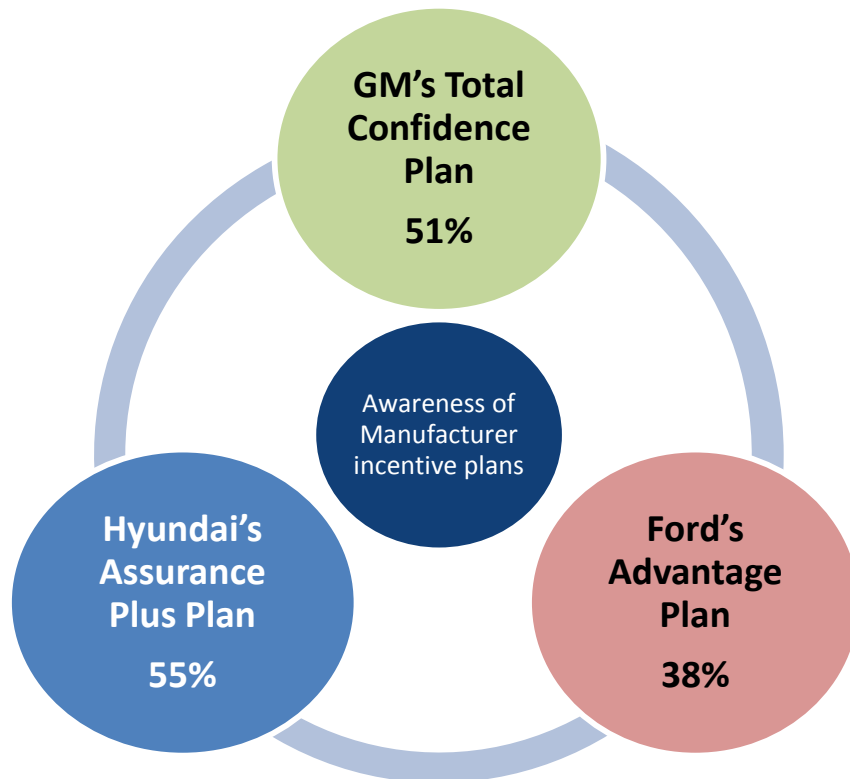 GM’s Total
Confidence
Plan
51%
Awareness of
Manufacturer
incentive plans
Hyundai’s
Assurance
Plus Plan
55%
Ford’s
Advantage
Plan
38%